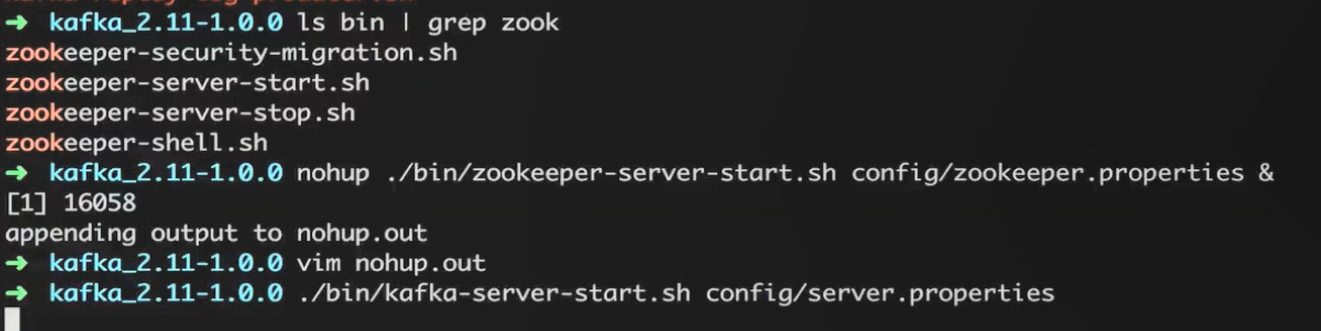 ➜ kafka_2.11-1.0.0 ls bin | grep zook
zookeeper-security-migration.sh
zookeeper-server-start.sh
zookeeper-server-stop.sh
zookeeper-shell.sh
➜ kafka_2.11-1.0.0 nohup ./bin/zookeeper-server-start.sh config/zookeeper.properties &
[1] 16058
appending output to nohup.out
➜ kafka_2.11-1.0.0 vim nohup.out
➜ kafka_2.11-1.0.0 ./bin/kafka-server-start.sh config/server.properties